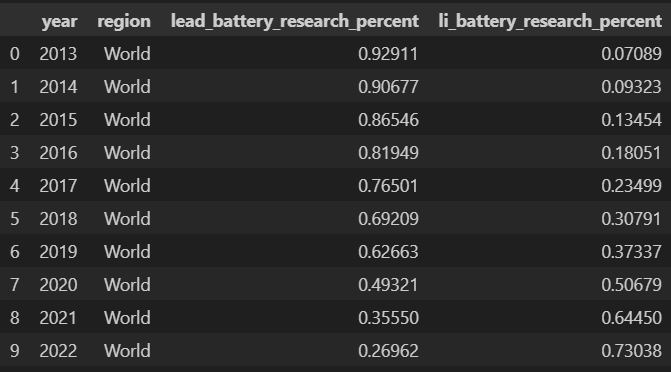 year region lead_battery_research_percent li_battery_research_percent
0 2013 World 0.92911 0.07089
1 2014 World 0.90677 0.09323
2 2015 World 0.86546 0.13454
3 2016 World 0.81949 0.18051
4 2017 World 0.76501 0.23499
5 2018 World 0.69209 0.30791
6 2019 World 0.62663 0.37337
7 2020 World 0.49321 0.50679
8 2021 World 0.35550 0.64450
9 2022 World 0.26962 0.73038